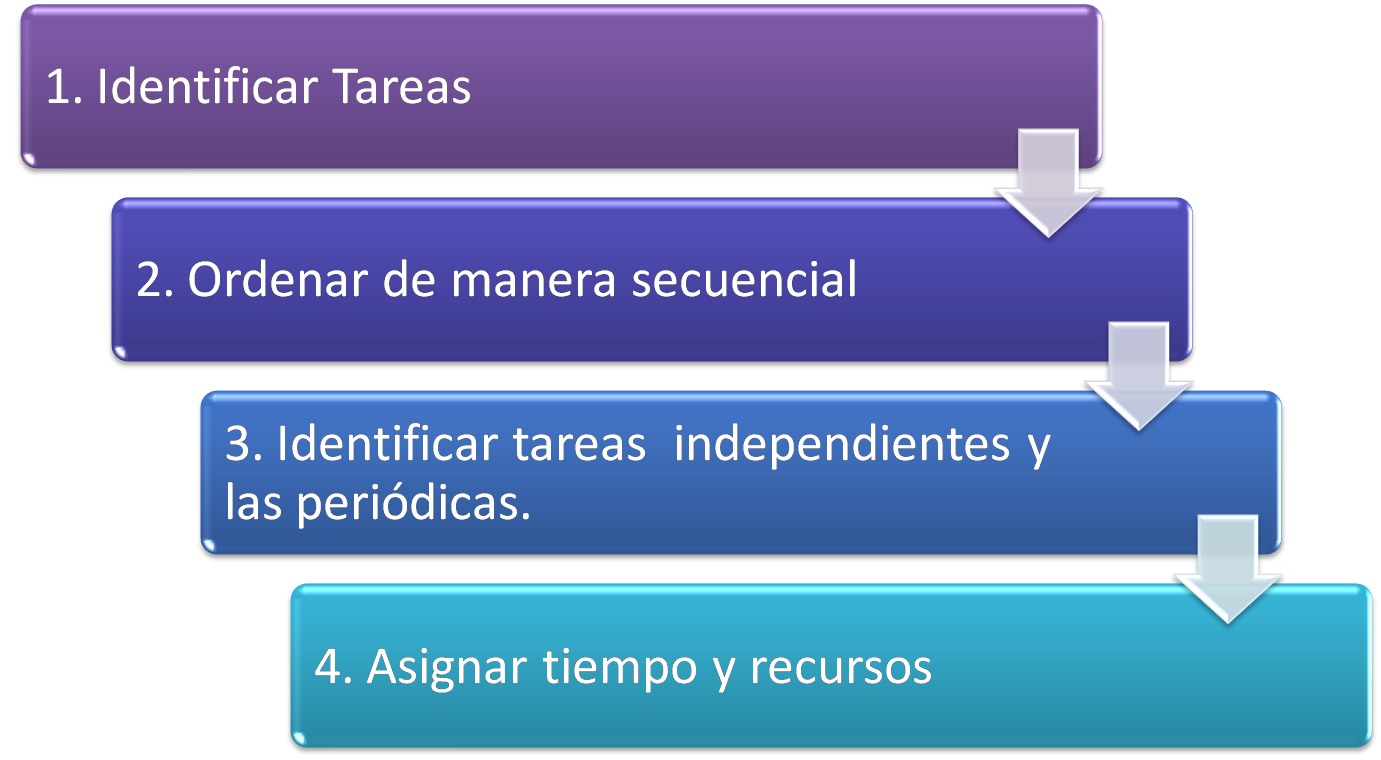 1. Identificar Tareas
2. Ordenar de manera secuencial
3. Identificar tareas  independientes y
las periódicas.
4. Asignar tiempo y recursos